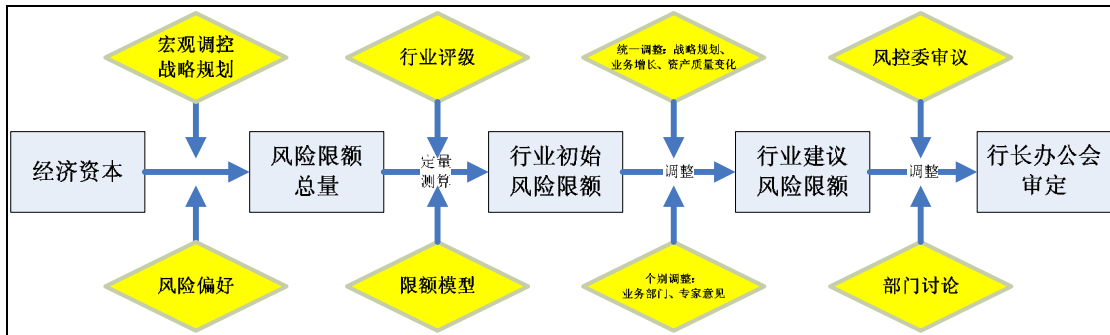 宏观调控
战略规划
行业评级
统一调整：战略规划、
业务增长、资产质量变化
风控委审议
经济资本
风险限额
总量
定量
测算
行业初始
风险限额
调整
行业建议
风险限额
调整
行长办公会
审定
风险偏好
限额模型
个别调整：
业务部门、专家意见
部门讨论